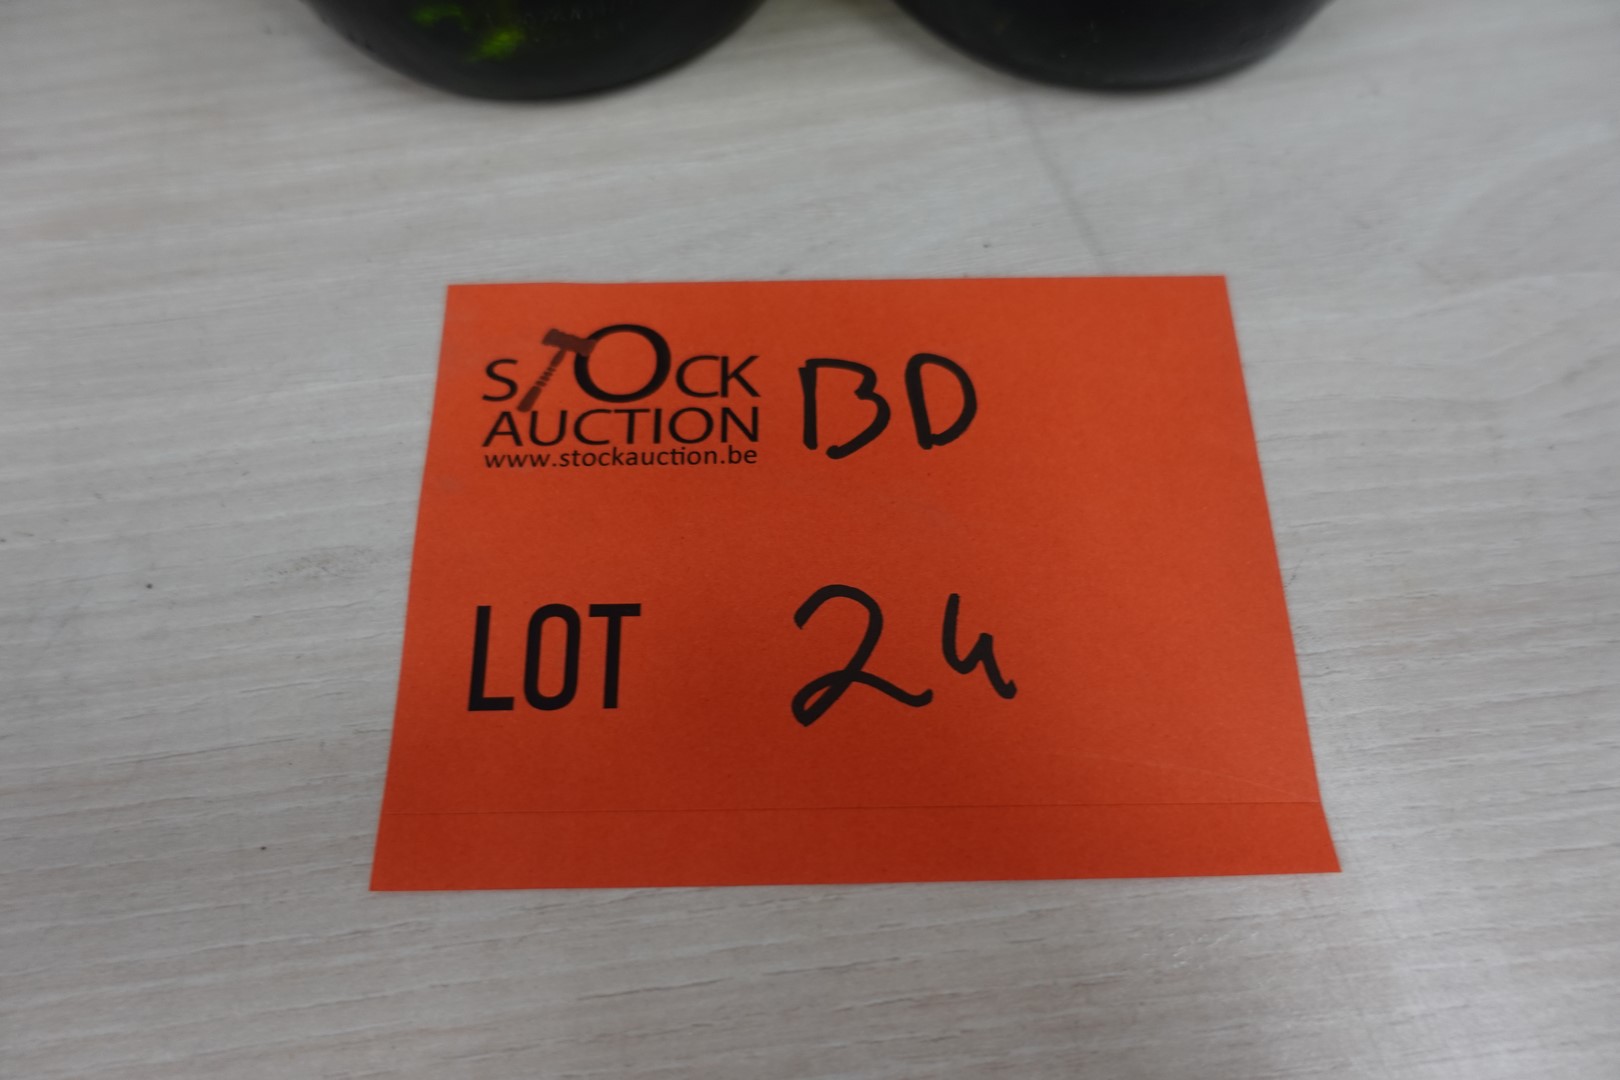 STOCK BD
AUCTION
www.stockauction.be
LOT 24